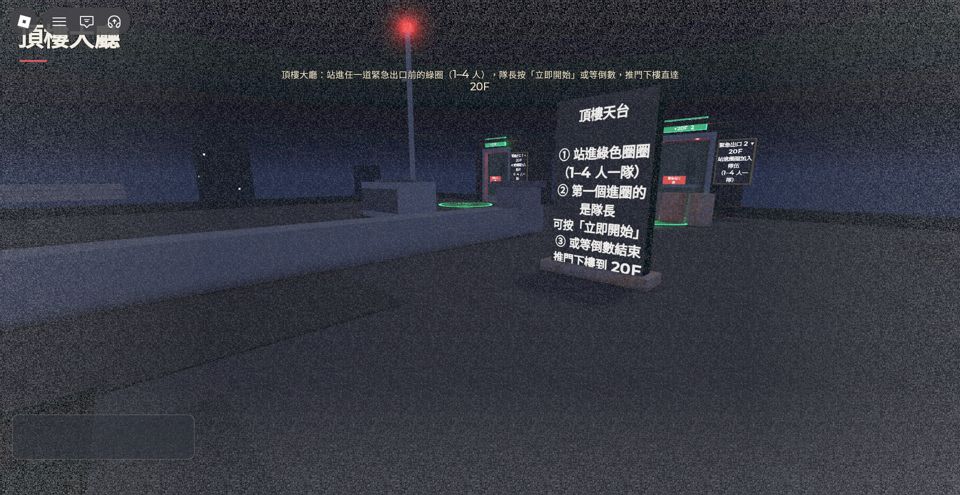 頂樓大廳
頂樓大廳：站進任一道緊急出口前的綠圈（1–4 人），隊長按「立即開始」或等倒數，推門下樓直達
20F
頂樓天台
① 站進綠色圈圈
（1–4 人一隊）
② 第一個進圈的
是隊長
可按「立即開始」
③ 或等倒數結束
推門下樓到 20F
緊急出口 2
20F
站進圈圈加入
隊伍
（1–4 人一
隊）